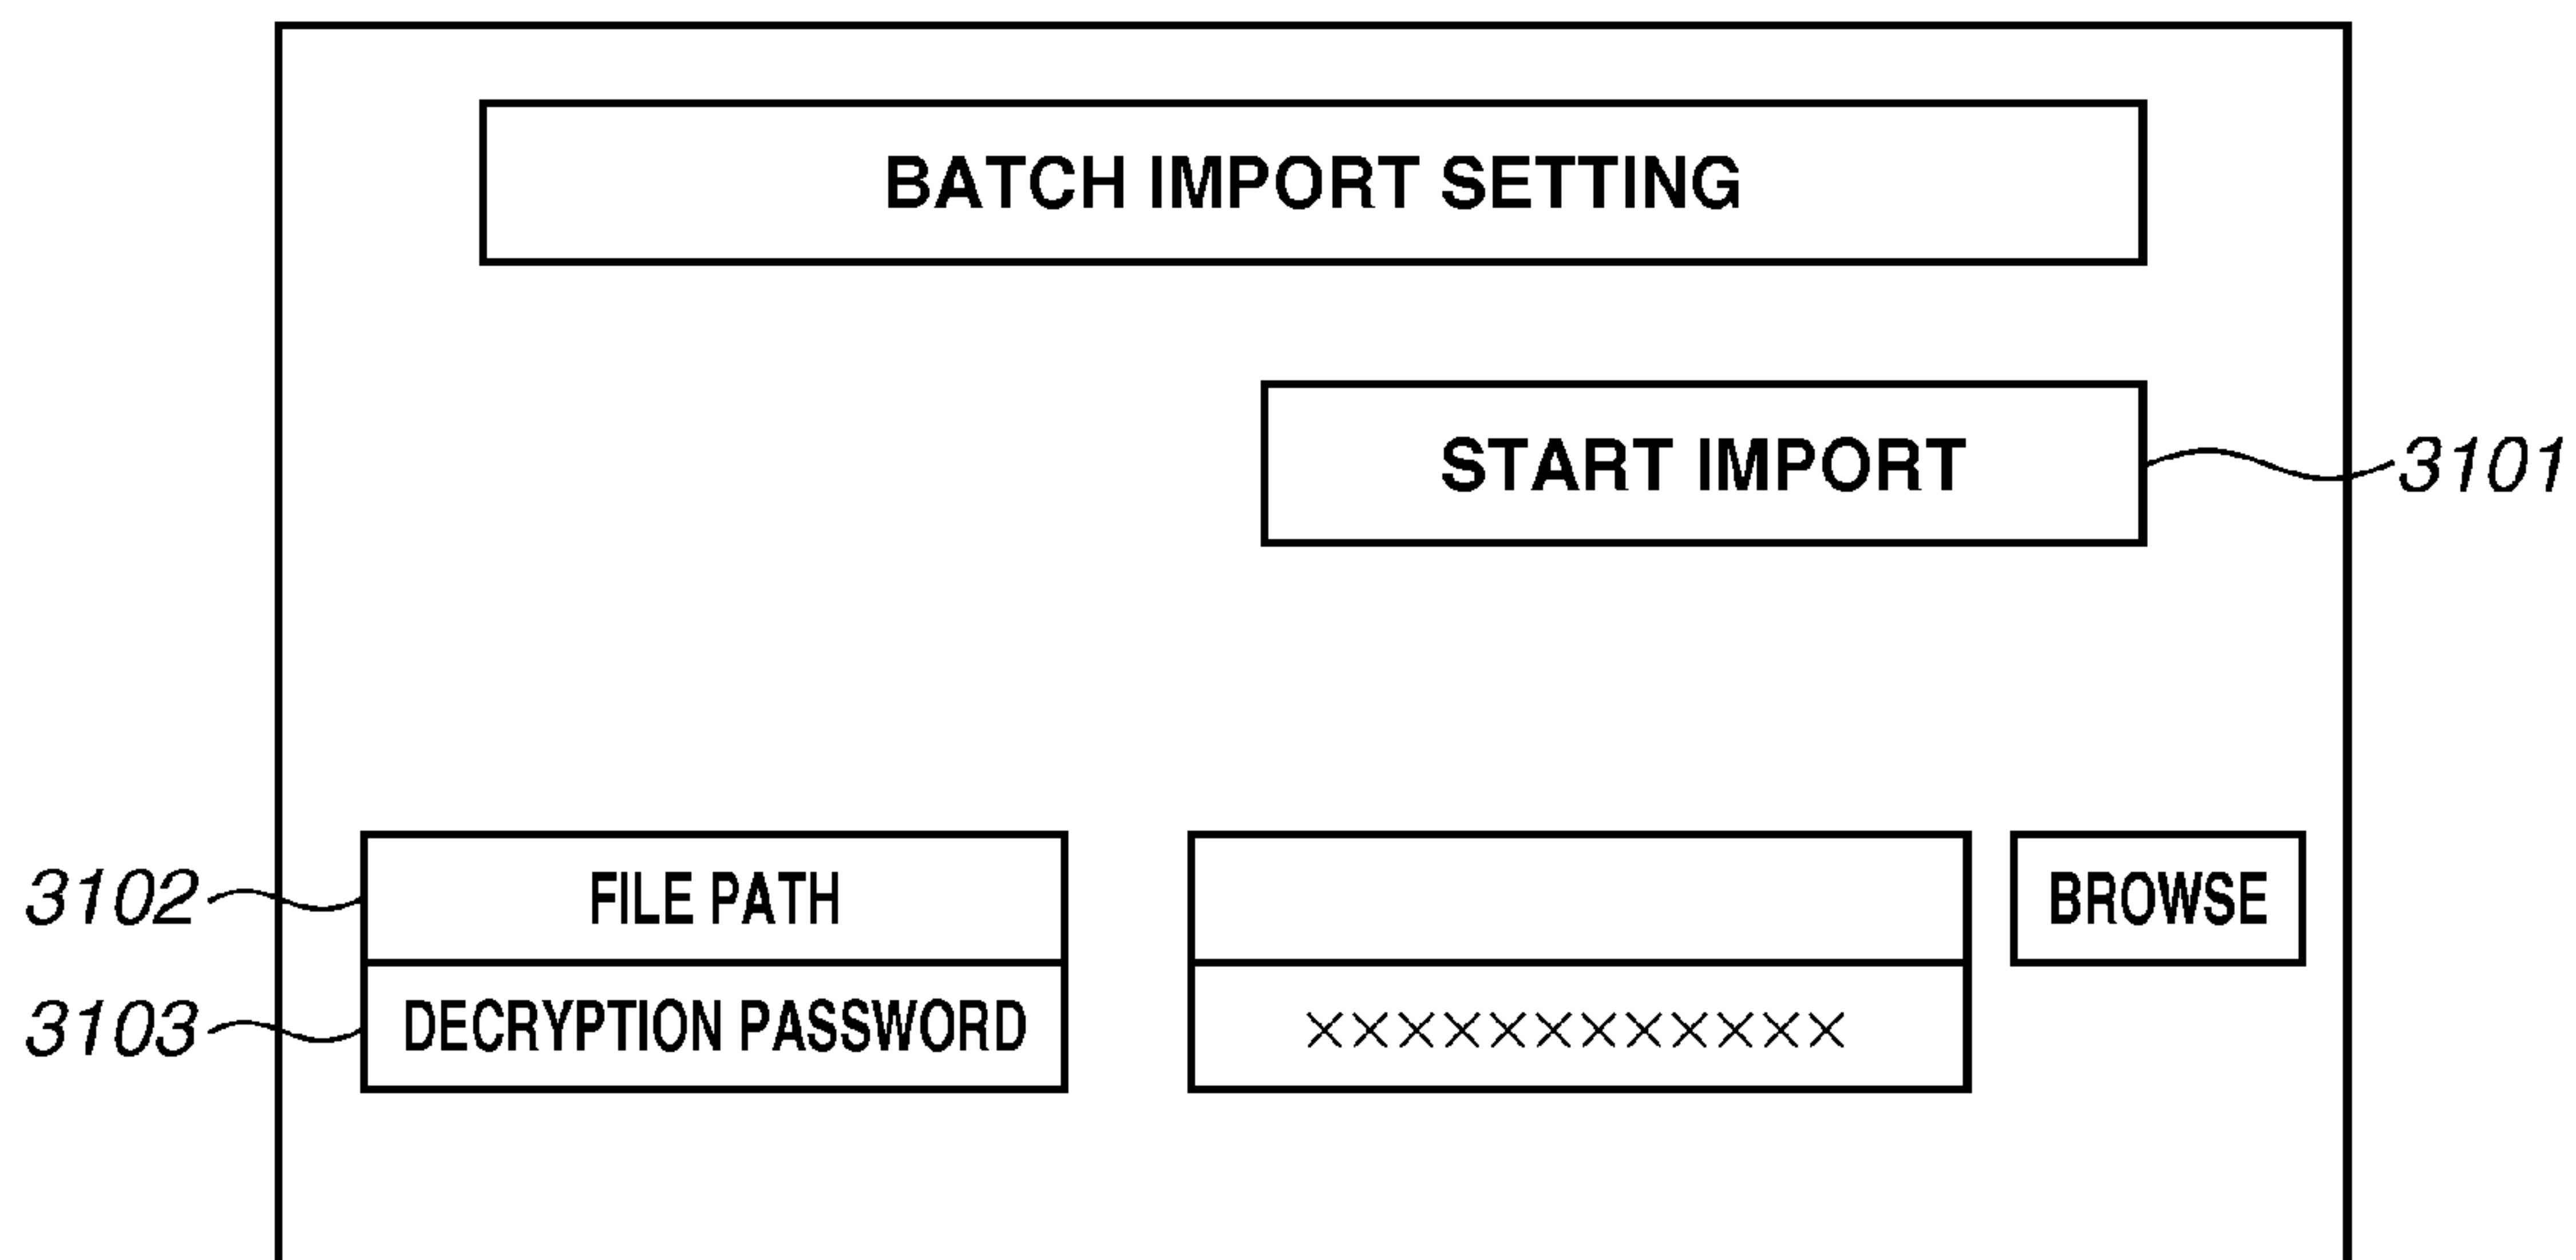 BATCH IMPORT SETTING
START IMPORT 3101
3102 FILE PATH BROWSE
3103 DECRYPTION PASSWORD ××××××××××××